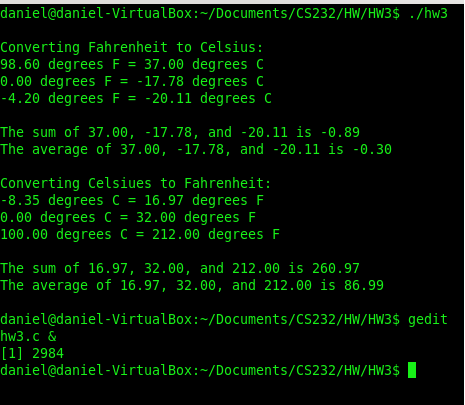 daniel@daniel-VirtualBox:~/Documents/CS232/HW/HW3$ ./hw3
Converting Fahrenheit to Celsius:
98.60 degrees F = 37.00 degrees C
0.00 degrees F = -17.78 degrees C
-4.20 degrees F = -20.11 degrees C
The sum of 37.00, -17.78, and -20.11 is -0.89
The average of 37.00, -17.78, and -20.11 is -0.30
Converting Celsiues to Fahrenheit:
-8.35 degrees C = 16.97 degrees F
0.00 degrees C = 32.00 degrees F
100.00 degrees C = 212.00 degrees F
The sum of 16.97, 32.00, and 212.00 is 260.97
The average of 16.97, 32.00, and 212.00 is 86.99
daniel@daniel-VirtualBox:~/Documents/CS232/HW/HW3$ gedit
hw3.c &
[1] 2984
daniel@daniel-VirtualBox:~/Documents/CS232/HW/HW3$